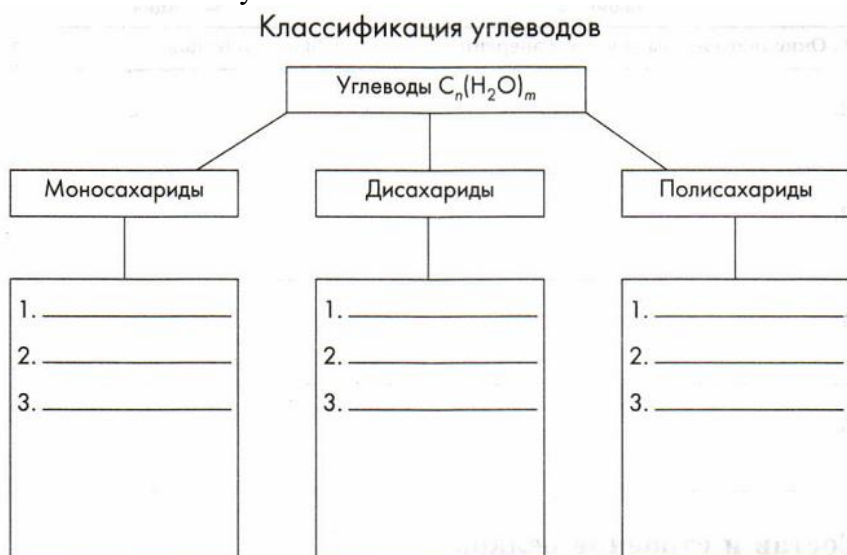 Классификация углеводов
Углеводы Cₙ(H₂O)ₘ
Моносахариды
Дисахариды
Полисахариды
1.
2.
3.
1.
2.
3.
1.
2.
3.